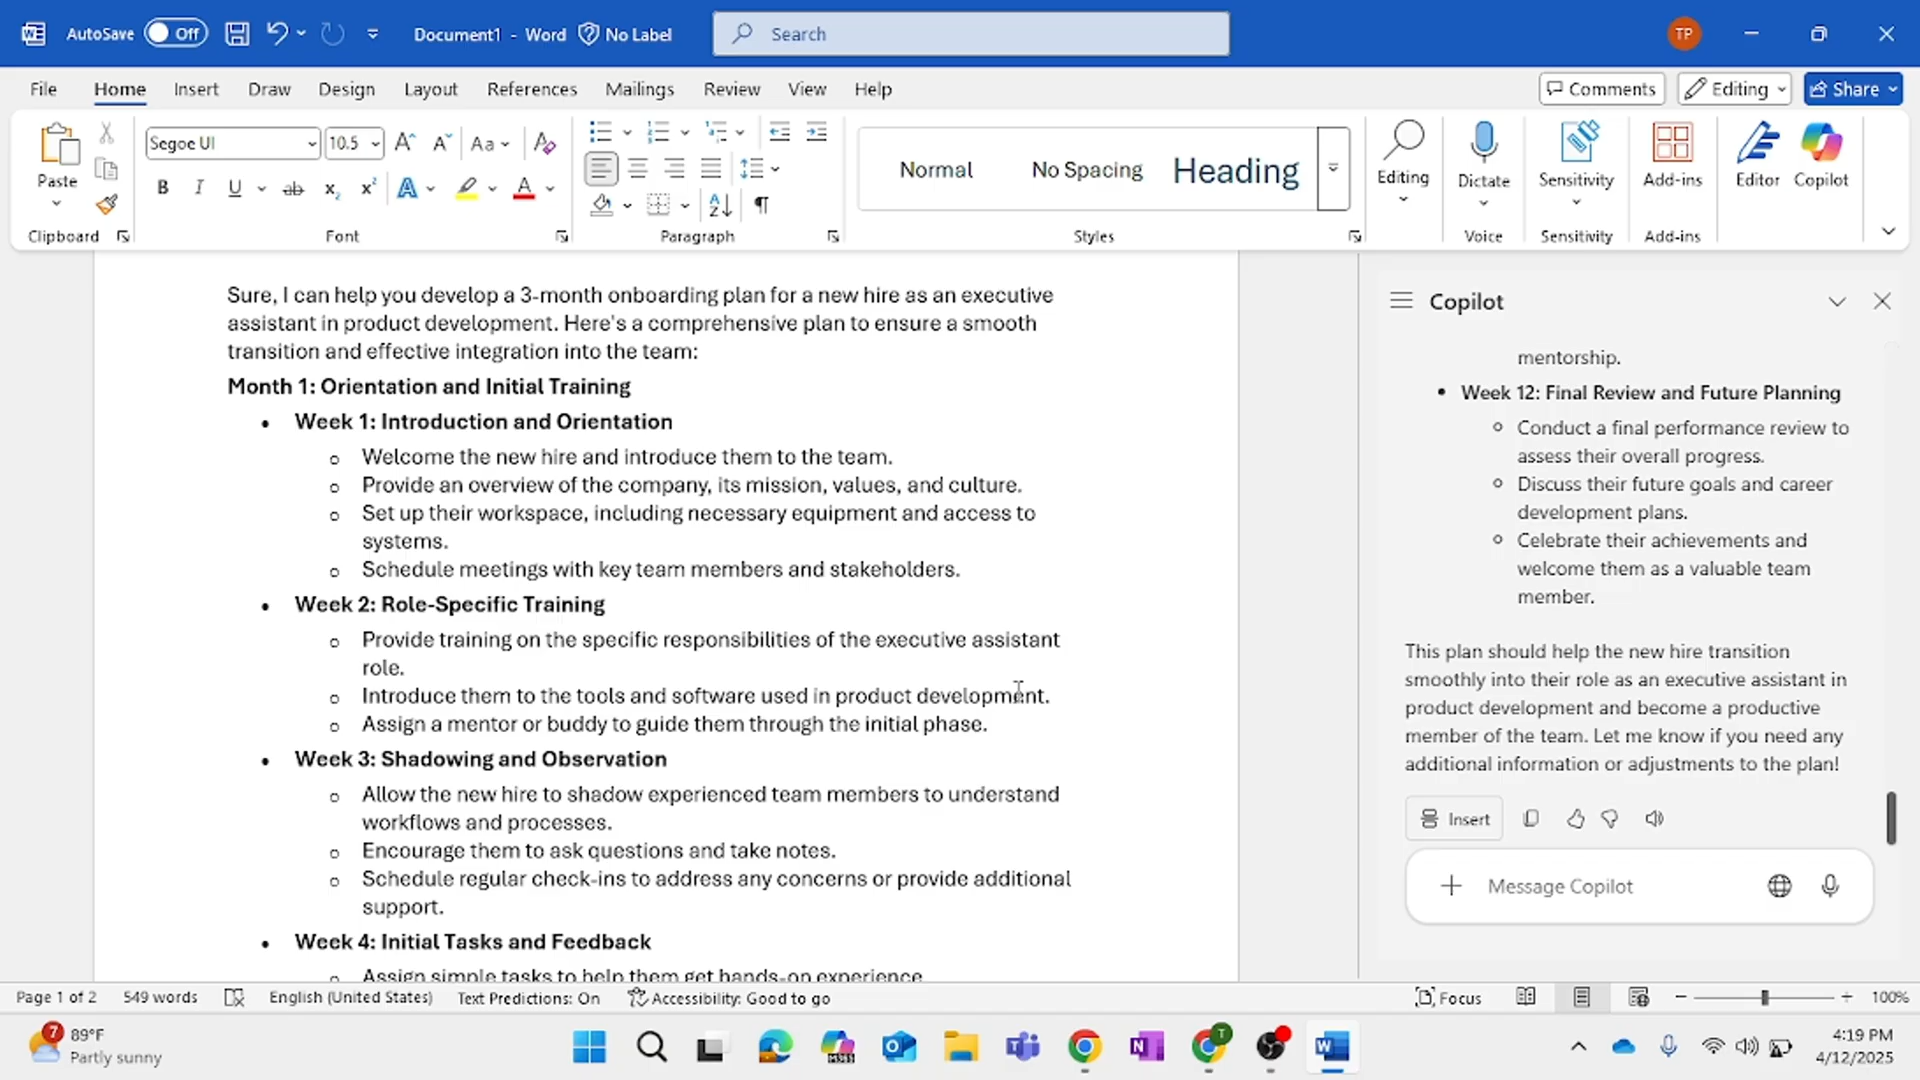 AutoSave Off Document1 - Word No Label Search TP
File Home Insert Draw Design Layout References Mailings Review View Help Comments Editing Share
Paste Segoe UI 10.5 Aa Normal No Spacing Heading Editing Dictate Sensitivity Add-ins Editor Copilot
B I U ab x₂ x² A A A Z ¶
Clipboard Font Paragraph Styles Voice Sensitivity Add-ins
Sure, I can help you develop a 3-month onboarding plan for a new hire as an executive
assistant in product development. Here's a comprehensive plan to ensure a smooth
transition and effective integration into the team:
Month 1: Orientation and Initial Training
• Week 1: Introduction and Orientation
o Welcome the new hire and introduce them to the team.
o Provide an overview of the company, its mission, values, and culture.
o Set up their workspace, including necessary equipment and access to
systems.
o Schedule meetings with key team members and stakeholders.
• Week 2: Role-Specific Training
o Provide training on the specific responsibilities of the executive assistant
role.
o Introduce them to the tools and software used in product development.
o Assign a mentor or buddy to guide them through the initial phase.
• Week 3: Shadowing and Observation
o Allow the new hire to shadow experienced team members to understand
workflows and processes.
o Encourage them to ask questions and take notes.
o Schedule regular check-ins to address any concerns or provide additional
support.
• Week 4: Initial Tasks and Feedback
o Assign simple tasks to help them get hands-on experience
Copilot
mentorship.
• Week 12: Final Review and Future Planning
o Conduct a final performance review to
assess their overall progress.
o Discuss their future goals and career
development plans.
o Celebrate their achievements and
welcome them as a valuable team
member.
This plan should help the new hire transition
smoothly into their role as an executive assistant in
product development and become a productive
member of the team. Let me know if you need any
additional information or adjustments to the plan!
Insert
Message Copilot
Page 1 of 2 549 words English (United States) Text Predictions: On Accessibility: Good to go Focus 100%
7 89°F
Partly sunny
M365 T 4:19 PM
4/12/2025